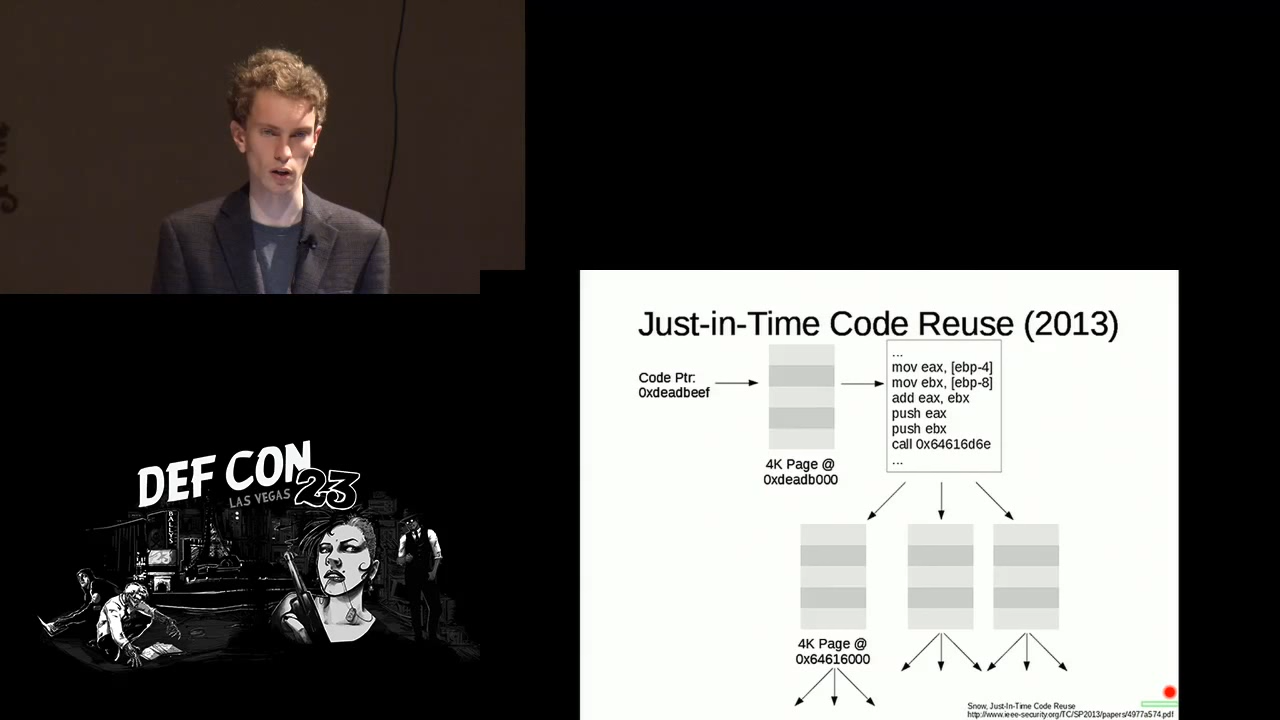 Just-in-Time Code Reuse (2013)
Code Ptr:
0xdeadbeef
...
mov eax, [ebp-4]
mov ebx, [ebp-8]
add eax, ebx
push eax
push ebx
call 0x64616d6e
...
4K Page @
0xdeadb000
4K Page @
0x64616000
Snow, Just-In-Time Code Reuse
http://www.ieee-security.org/TC/SP2013/papers/4977a574.pdf
DEF CON
LAS VEGAS 23
BALLYS